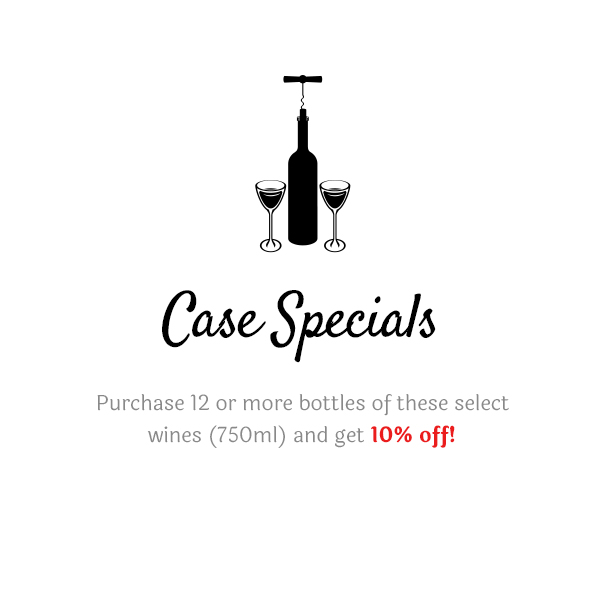 Case Specials
Purchase 12 or more bottles of these select
wines (750ml) and get 10% off!